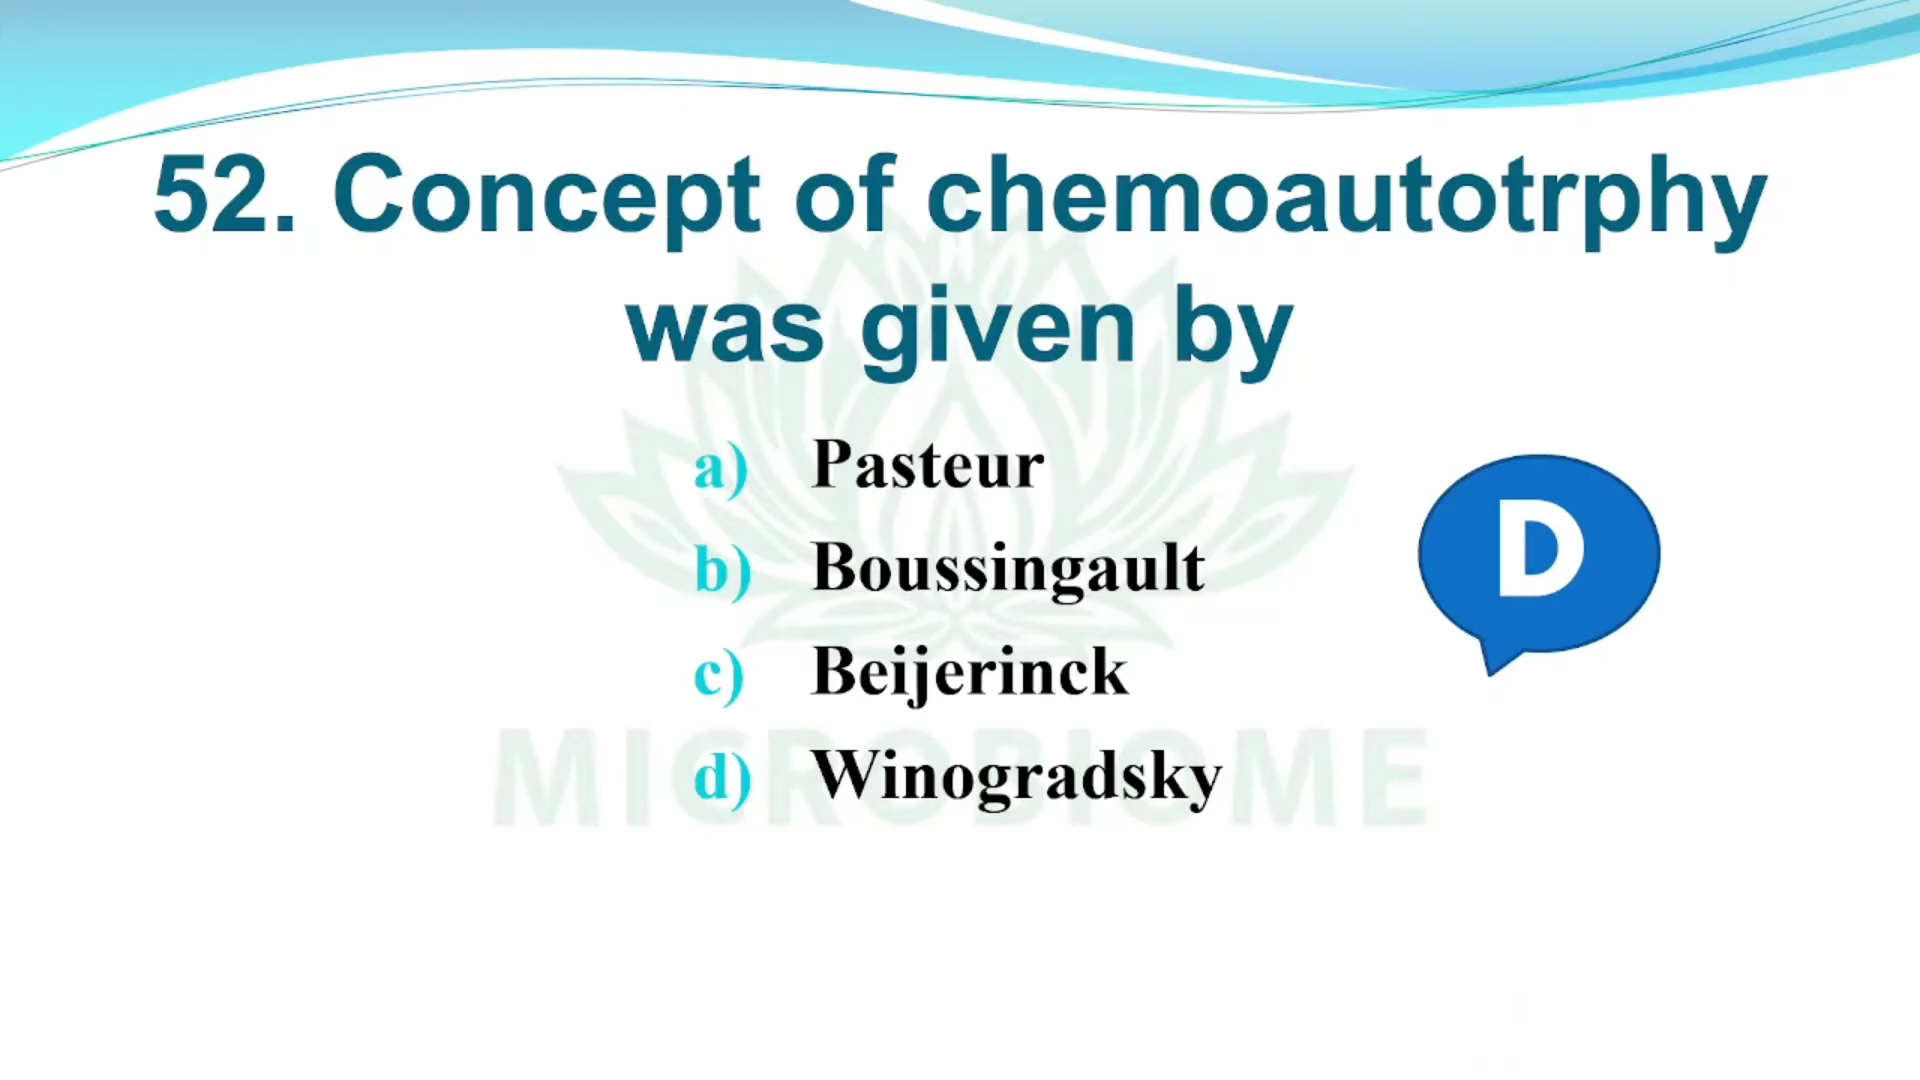 52. Concept of chemoautotrphy
was given by
a) Pasteur
b) Boussingault
D
c) Beijerinck
d) Winogradsky
MICROBIOME